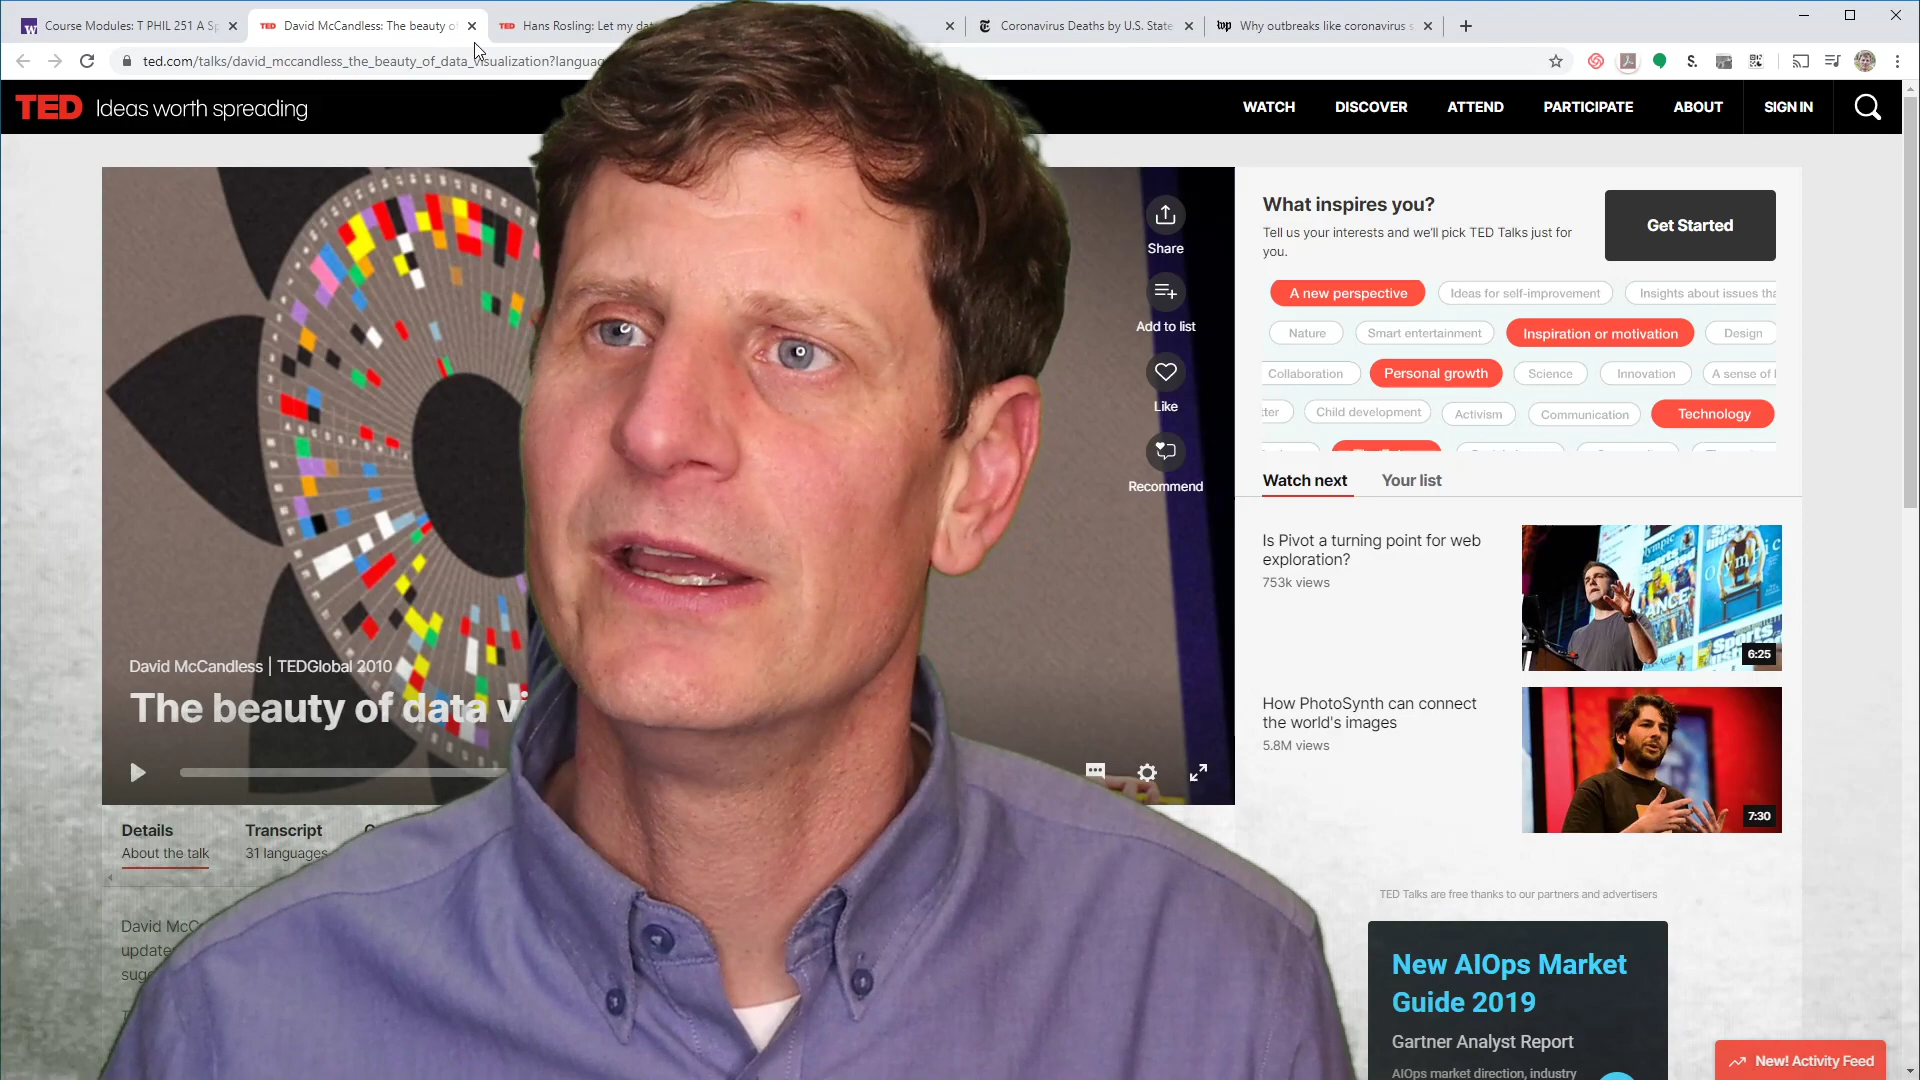 Course Modules: T PHIL 251 A Sp
David McCandless: The beauty of
Hans Rosling: Let my dat
Coronavirus Deaths by U.S. State
Why outbreaks like coronavirus s
ted.com/talks/david_mccandless_the_beauty_of_data_visualization?languag
TED Ideas worth spreading
WATCH DISCOVER ATTEND PARTICIPATE ABOUT SIGN IN
Share
Add to list
Like
Recommend
David McCandless | TEDGlobal 2010
The beauty of data vi
Details
About the talk
Transcript
31 languages
David McC
update
sugg
What inspires you?
Tell us your interests and we'll pick TED Talks just for
you.
Get Started
A new perspective Ideas for self-improvement Insights about issues tha
Nature Smart entertainment Inspiration or motivation Design
Collaboration Personal growth Science Innovation A sense of
tter Child development Activism Communication Technology
Watch next Your list
Is Pivot a turning point for web
exploration?
753k views
6:25
How PhotoSynth can connect
the world's images
5.8M views
7:30
TED Talks are free thanks to our partners and advertisers
New AIOps Market
Guide 2019
Gartner Analyst Report
AIOps market direction, industry
New! Activity Feed